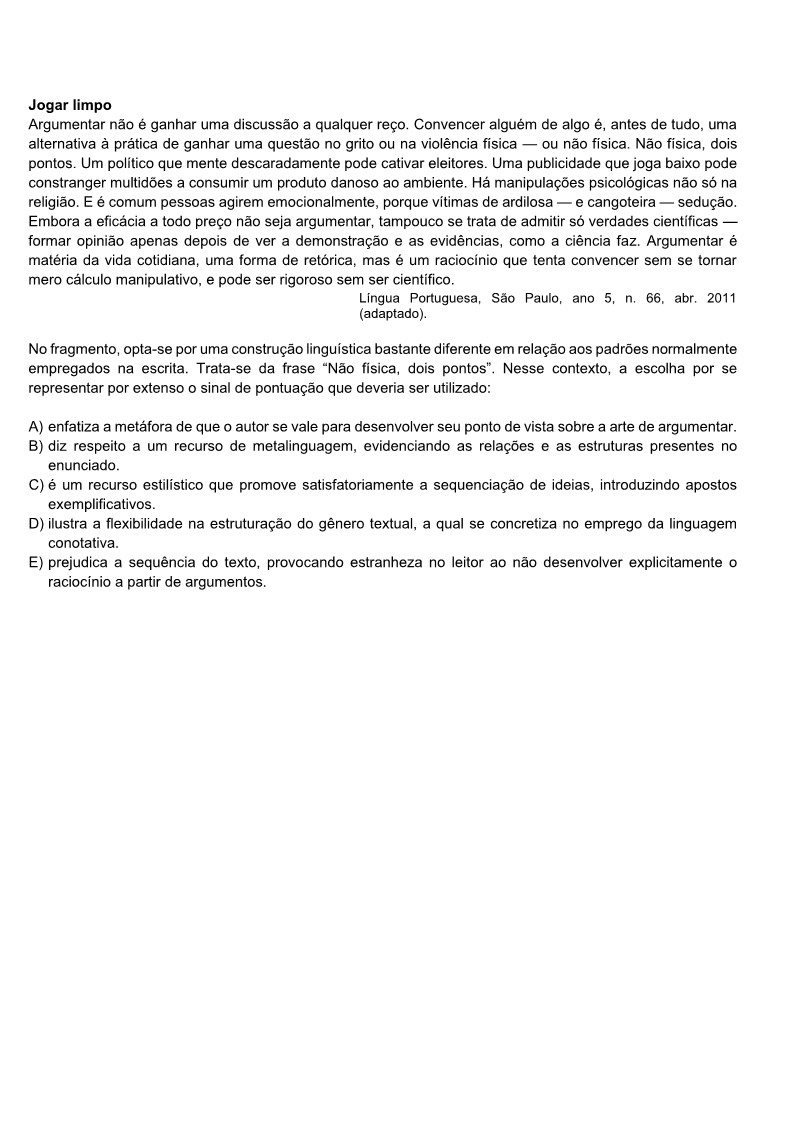 Jogar limpo
Argumentar não é ganhar uma discussão a qualquer reço. Convencer alguém de algo é, antes de tudo, uma
alternativa à prática de ganhar uma questão no grito ou na violência física — ou não física. Não física, dois
pontos. Um político que mente descaradamente pode cativar eleitores. Uma publicidade que joga baixo pode
constranger multidões a consumir um produto danoso ao ambiente. Há manipulações psicológicas não só na
religião. E é comum pessoas agirem emocionalmente, porque vítimas de ardilosa — e cangoteira — sedução.
Embora a eficácia a todo preço não seja argumentar, tampouco se trata de admitir só verdades científicas —
formar opinião apenas depois de ver a demonstração e as evidências, como a ciência faz. Argumentar é
matéria da vida cotidiana, uma forma de retórica, mas é um raciocínio que tenta convencer sem se tornar
mero cálculo manipulativo, e pode ser rigoroso sem ser científico.
Língua Portuguesa, São Paulo, ano 5, n. 66, abr. 2011
(adaptado).
No fragmento, opta-se por uma construção linguística bastante diferente em relação aos padrões normalmente
empregados na escrita. Trata-se da frase “Não física, dois pontos”. Nesse contexto, a escolha por se
representar por extenso o sinal de pontuação que deveria ser utilizado:
A) enfatiza a metáfora de que o autor se vale para desenvolver seu ponto de vista sobre a arte de argumentar.
B) diz respeito a um recurso de metalinguagem, evidenciando as relações e as estruturas presentes no
enunciado.
C) é um recurso estilístico que promove satisfatoriamente a sequenciação de ideias, introduzindo apostos
exemplificativos.
D) ilustra a flexibilidade na estruturação do gênero textual, a qual se concretiza no emprego da linguagem
conotativa.
E) prejudica a sequência do texto, provocando estranheza no leitor ao não desenvolver explicitamente o
raciocínio a partir de argumentos.